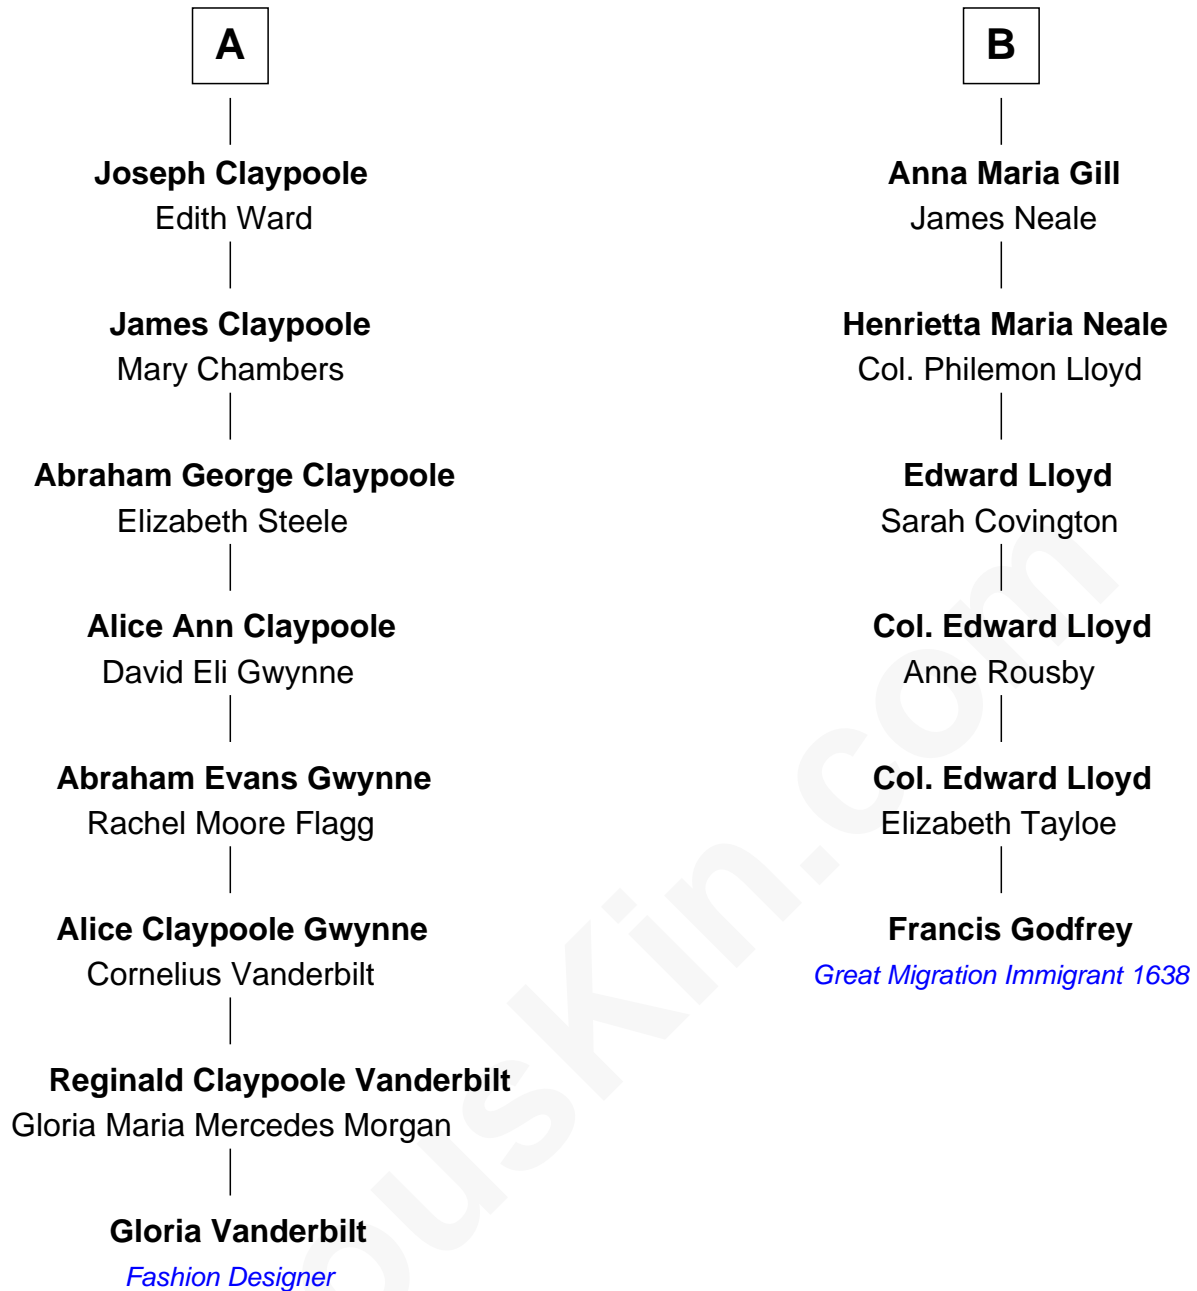 A
Joseph Claypoole
Edith Ward
James Claypoole
Mary Chambers
Abraham George Claypoole
Elizabeth Steele
Alice Ann Claypoole
David Eli Gwynne
Abraham Evans Gwynne
Rachel Moore Flagg
Alice Claypoole Gwynne
Cornelius Vanderbilt
Reginald Claypoole Vanderbilt
Gloria Maria Mercedes Morgan
Gloria Vanderbilt
Fashion Designer
B
Anna Maria Gill
James Neale
Henrietta Maria Neale
Col. Philemon Lloyd
Edward Lloyd
Sarah Covington
Col. Edward Lloyd
Anne Rousby
Col. Edward Lloyd
Elizabeth Tayloe
Francis Godfrey
Great Migration Immigrant 1638
ousKin.com